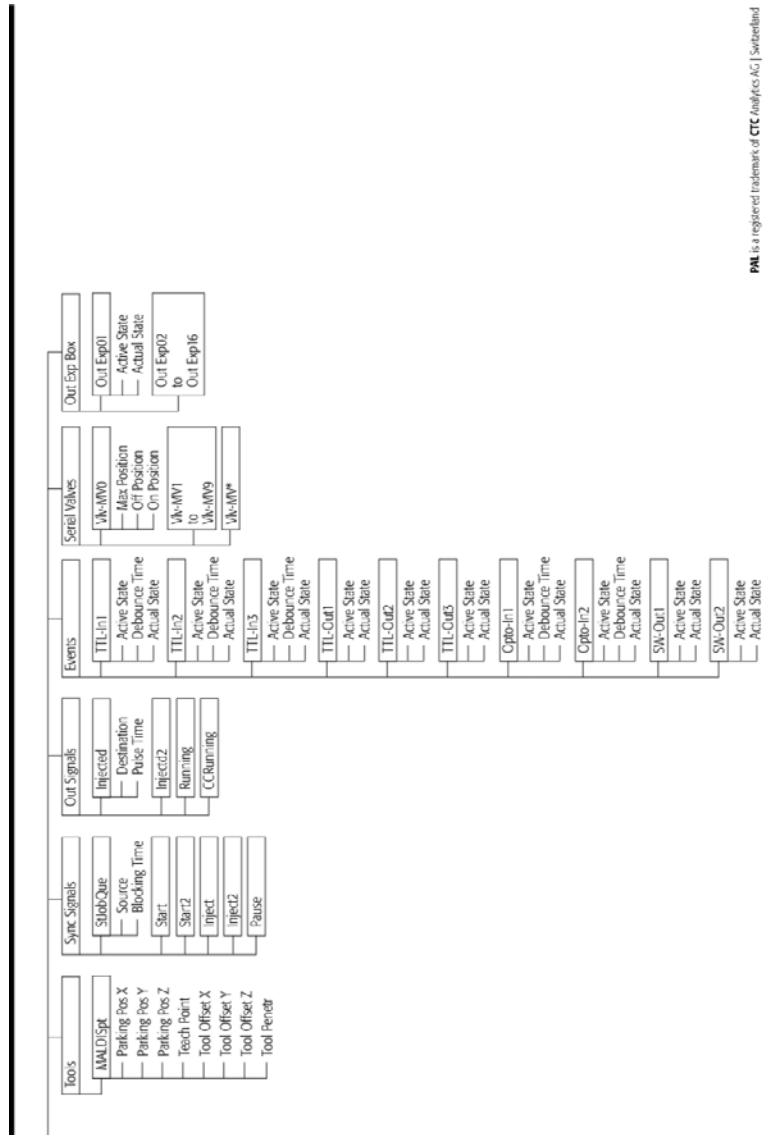 Tools
MALDISpt
Parking Pos X
Parking Pos Y
Parking Pos Z
Teach Point
Tool Offset X
Tool Offset Y
Tool Offset Z
Tool Penetr
Sync Signals
StJobQue
Source
Blocking Time
Start
Start2
Inject
Inject2
Pause
Out Signals
Injected
Destination
Pulse Time
Injectd2
Running
CCRunning
Events
TTL-In1
Active State
Debounce Time
Actual State
TTL-In2
Active State
Debounce Time
Actual State
TTL-In3
Active State
Debounce Time
Actual State
TTL-Out1
Active State
Actual State
TTL-Out2
Active State
Actual State
TTL-Out3
Active State
Actual State
Opto-In1
Active State
Debounce Time
Actual State
Opto-In2
Active State
Debounce Time
Actual State
SW-Out1
Active State
Actual State
SW-Out2
Active State
Actual State
Serial Valves
Vlv-MV0
Max Position
Off Position
On Position
Vlv-MV1
to
Vlv-MV9
Vlv-MV*
Out Exp Box
Out Exp01
Active State
Actual State
Out Exp02
to
Out Exp16
PAL is a registered trademark of CTC Analytics AG | Switzerland